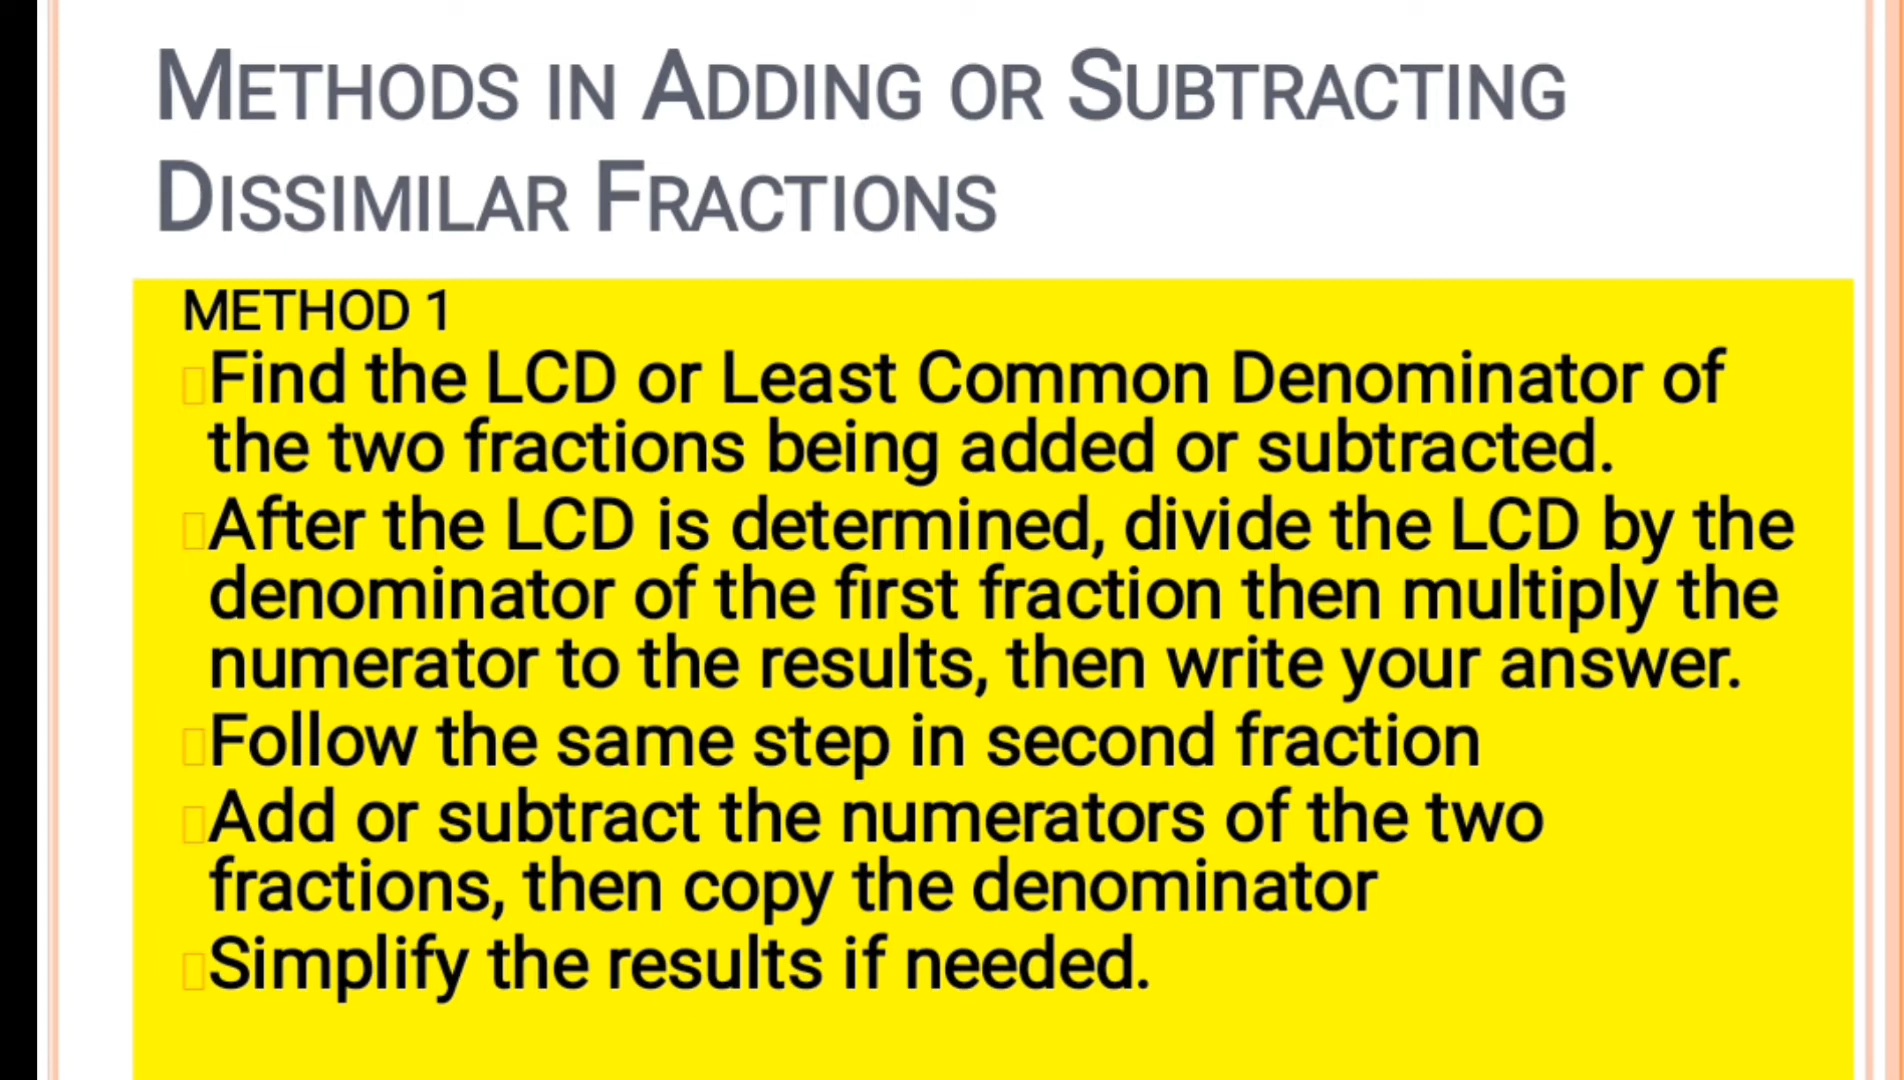 METHODS IN ADDING OR SUBTRACTING
DISSIMILAR FRACTIONS
METHOD 1
Find the LCD or Least Common Denominator of
the two fractions being added or subtracted.
After the LCD is determined, divide the LCD by the
denominator of the first fraction then multiply the
numerator to the results, then write your answer.
Follow the same step in second fraction
Add or subtract the numerators of the two
fractions, then copy the denominator
Simplify the results if needed.